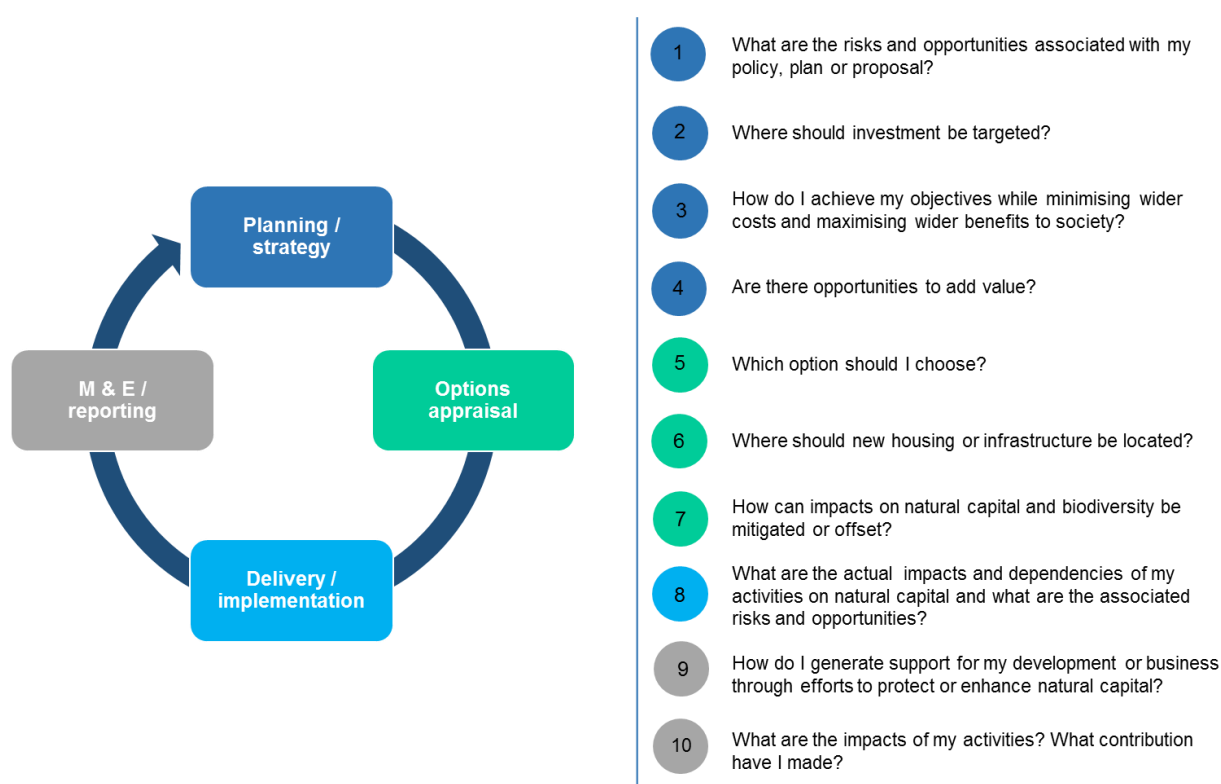 Planning /
strategy
M & E /
reporting
Options
appraisal
Delivery /
implementation
1
What are the risks and opportunities associated with my
policy, plan or proposal?
2
Where should investment be targeted?
3
How do I achieve my objectives while minimising wider
costs and maximising wider benefits to society?
4
Are there opportunities to add value?
5
Which option should I choose?
6
Where should new housing or infrastructure be located?
7
How can impacts on natural capital and biodiversity be
mitigated or offset?
8
What are the actual impacts and dependencies of my
activities on natural capital and what are the associated
risks and opportunities?
9
How do I generate support for my development or business
through efforts to protect or enhance natural capital?
10
What are the impacts of my activities? What contribution
have I made?